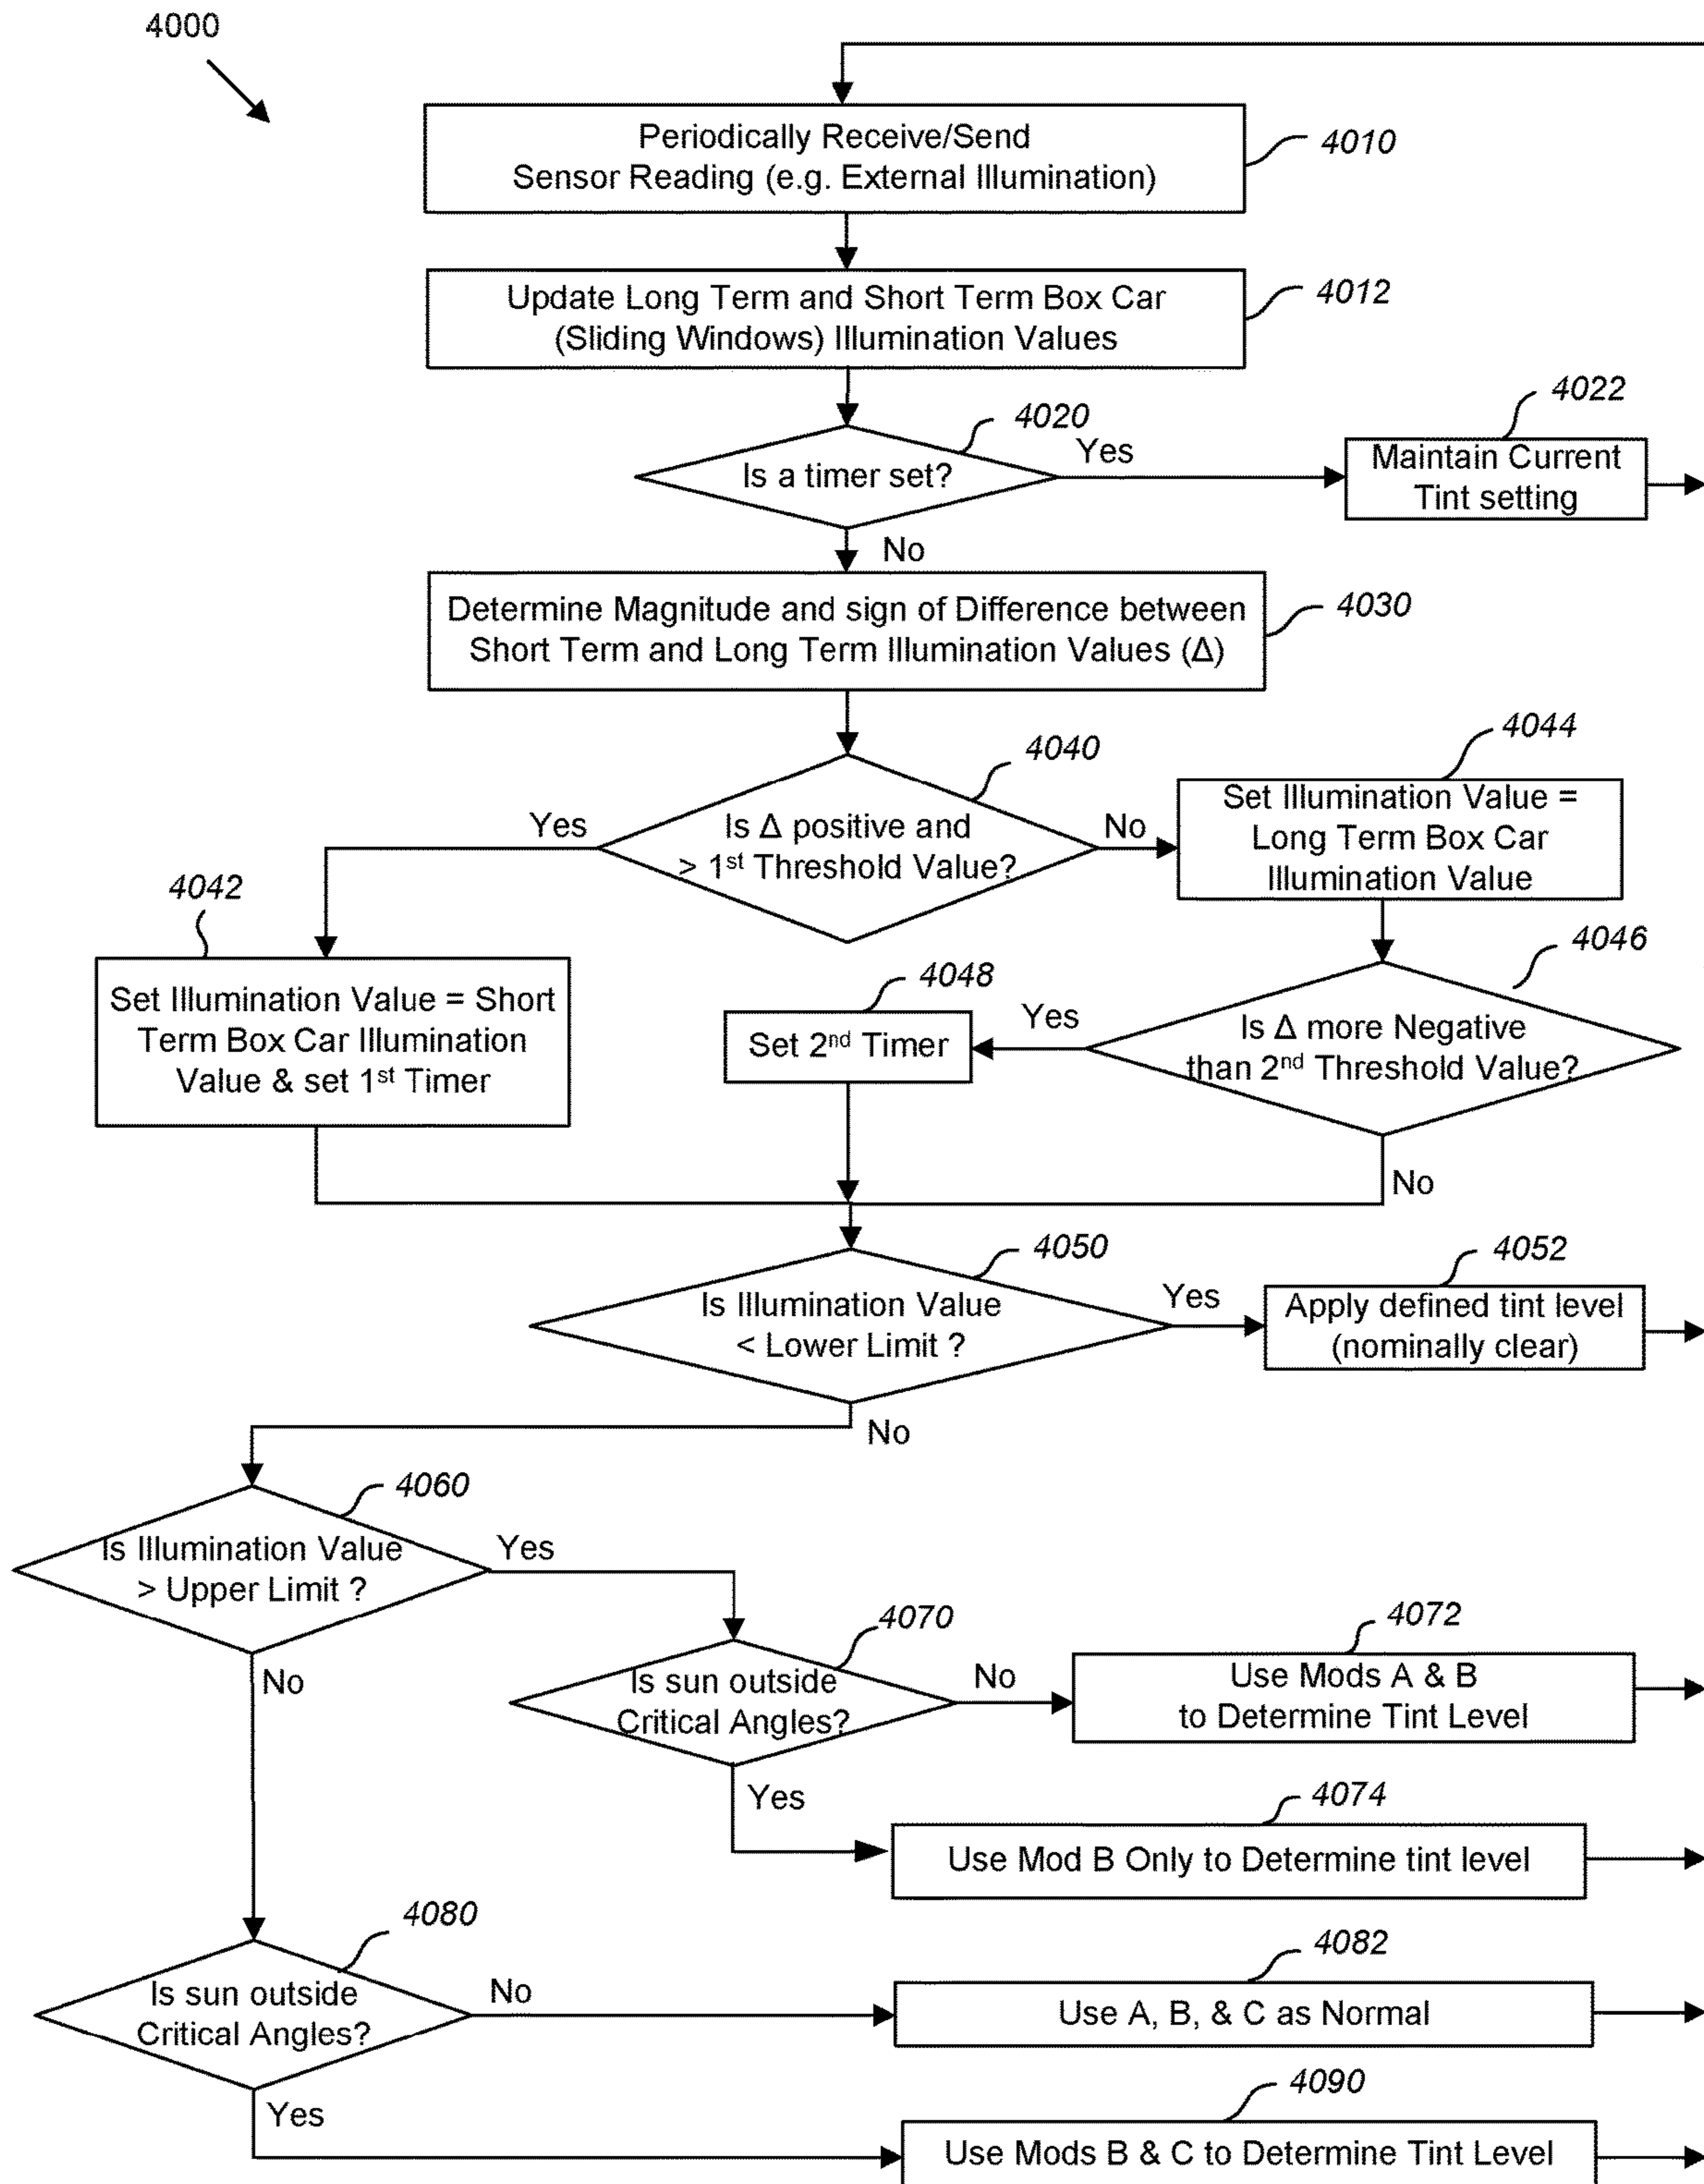 4000
Periodically Receive/Send
Sensor Reading (e.g. External Illumination)
4010
Update Long Term and Short Term Box Car
(Sliding Windows) Illumination Values
4012
4020
Is a timer set?
Yes
4022
Maintain Current
Tint setting
No
Determine Magnitude and sign of Difference between
Short Term and Long Term Illumination Values (Δ)
4030
4040
Is Δ positive and
> 1st Threshold Value?
Yes
No
4044
Set Illumination Value =
Long Term Box Car
Illumination Value
4042
Set Illumination Value = Short
Term Box Car Illumination
Value & set 1st Timer
4046
Is Δ more Negative
than 2nd Threshold Value?
Yes
4048
Set 2nd Timer
No
4050
Is Illumination Value
< Lower Limit ?
Yes
4052
Apply defined tint level
(nominally clear)
No
4060
Is Illumination Value
> Upper Limit ?
Yes
No
4070
Is sun outside
Critical Angles?
No
4072
Use Mods A & B
to Determine Tint Level
Yes
4074
Use Mod B Only to Determine tint level
4080
Is sun outside
Critical Angles?
No
4082
Use A, B, & C as Normal
Yes
4090
Use Mods B & C to Determine Tint Level